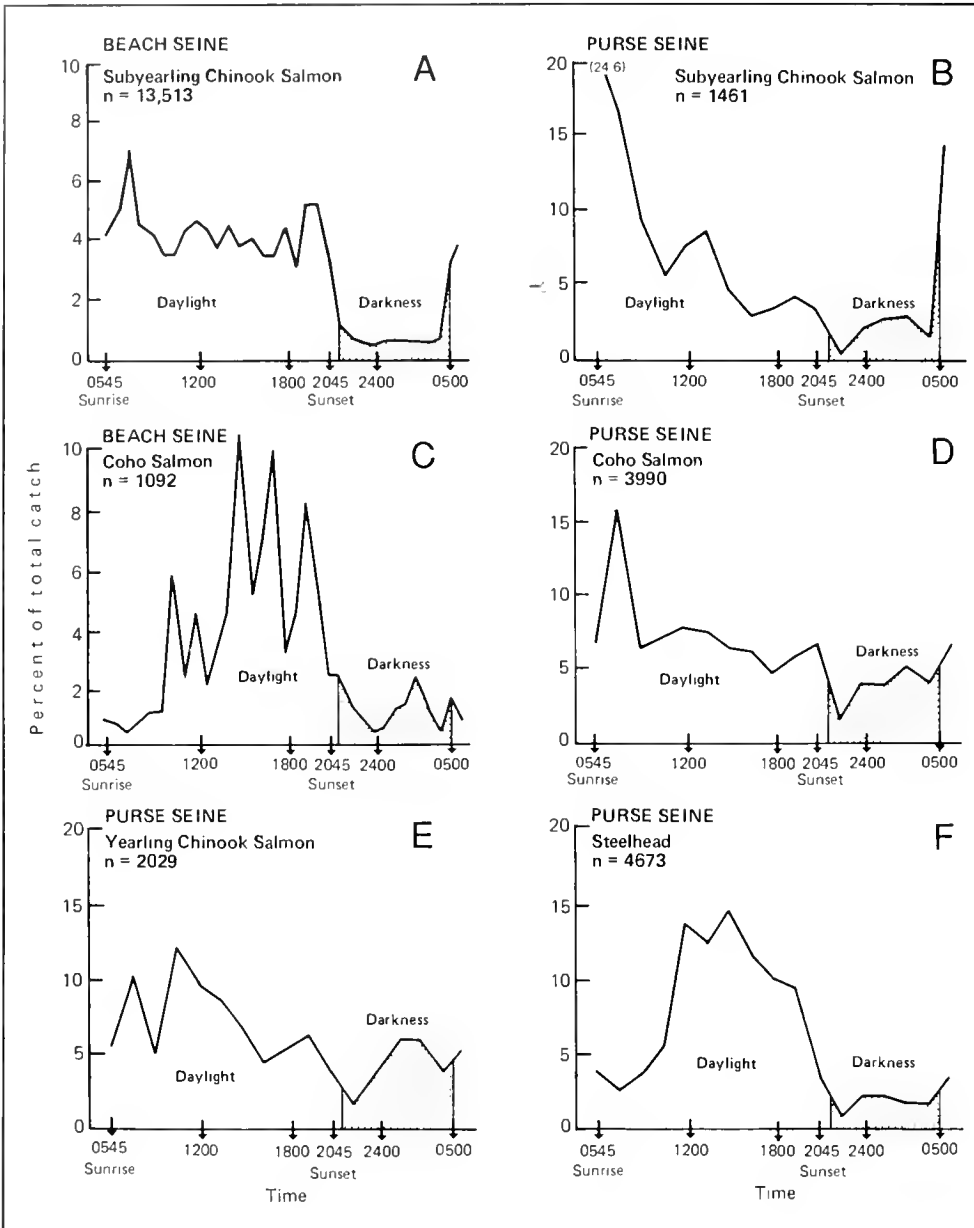 BEACH SEINE
Subyearling Chinook Salmon
n = 13,513
A
10
8
6
4
2
0
Daylight
Darkness
0545
1200
1800
2045
2400
0500
Sunrise
Sunset
PURSE SEINE
Subyearling Chinook Salmon
n = 1461
B
(24 6)
20
15
10
5
0
Daylight
Darkness
0545
1200
1800
2045
2400
0500
Sunrise
Sunset
Percent of total catch
BEACH SEINE
Coho Salmon
n = 1092
C
10
8
6
4
2
0
Daylight
Darkness
0545
1200
1800
2045
2400
0500
Sunrise
Sunset
PURSE SEINE
Coho Salmon
n = 3990
D
20
15
10
5
0
Daylight
Darkness
0545
1200
1800
2045
2400
0500
Sunrise
Sunset
PURSE SEINE
Yearling Chinook Salmon
n = 2029
E
20
15
10
5
0
Daylight
Darkness
0545
1200
1800
2045
2400
0500
Sunrise
Sunset
Time
PURSE SEINE
Steelhead
n = 4673
F
20
15
10
5
0
Daylight
Darkness
0545
1200
1800
2045
2400
0500
Sunrise
Sunset
Time